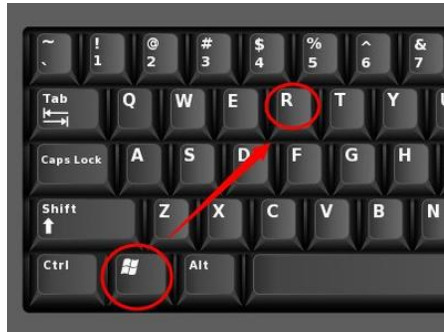 ~ ! @ # $ % ^ &
` 1 2 3 4 5 6 7
Tab Q W E R T Y
Caps Lock A S D F G H
Shift Z X C V B N
Ctrl Alt